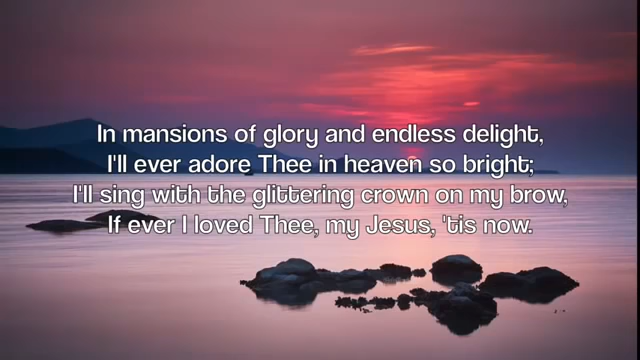 In mansions of glory and endless delight,
I'll ever adore Thee in heaven so bright;
I'll sing with the glittering crown on my brow,
If ever I loved Thee, my Jesus, 'tis now.